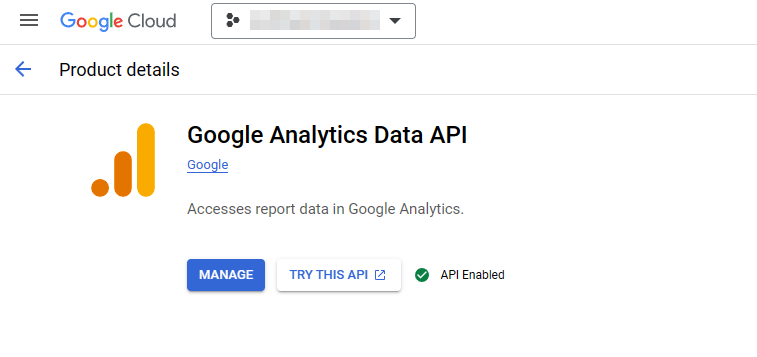 Google Cloud
Product details
Google Analytics Data API
Google
Accesses report data in Google Analytics.
MANAGE
TRY THIS API
API Enabled